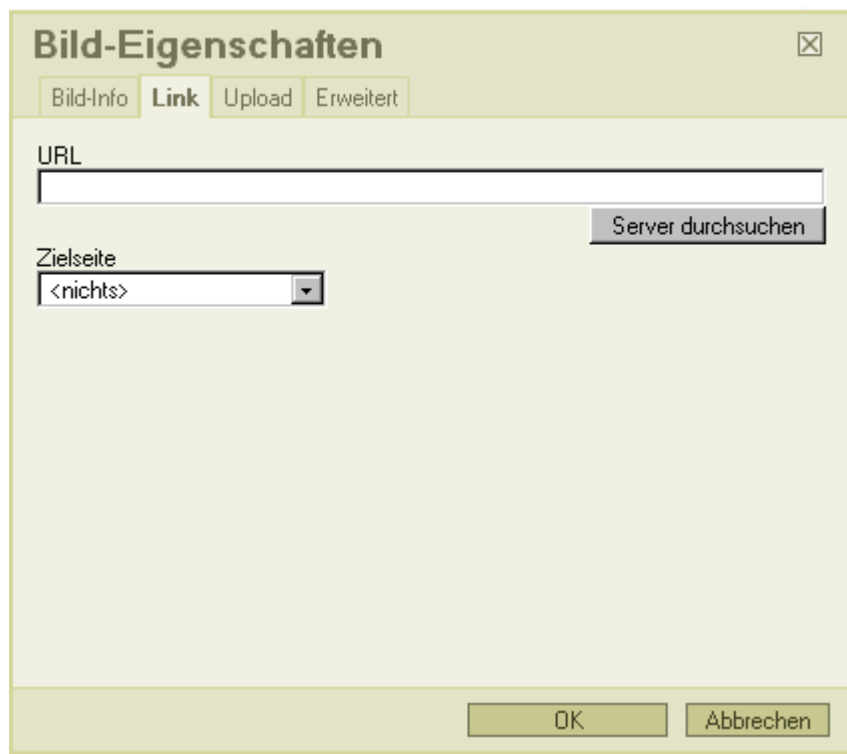 Bild-Eigenschaften
Bild-Info Link Upload Erweitert
URL
Server durchsuchen
Zielseite
<nichts>
OK Abbrechen